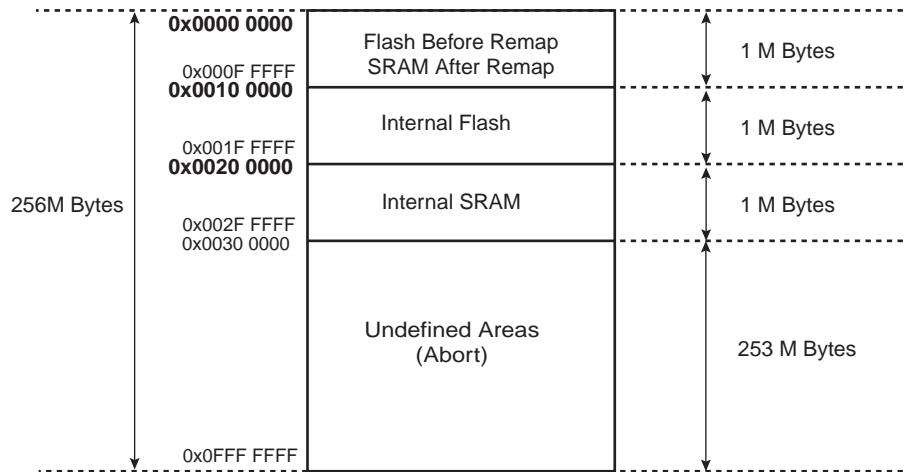 0x0000 0000
Flash Before Remap
SRAM After Remap
1 M Bytes
0x000F FFFF
0x0010 0000
Internal Flash
1 M Bytes
0x001F FFFF
0x0020 0000
256M Bytes
Internal SRAM
1 M Bytes
0x002F FFFF
0x0030 0000
Undefined Areas
(Abort)
253 M Bytes
0x0FFF FFFF